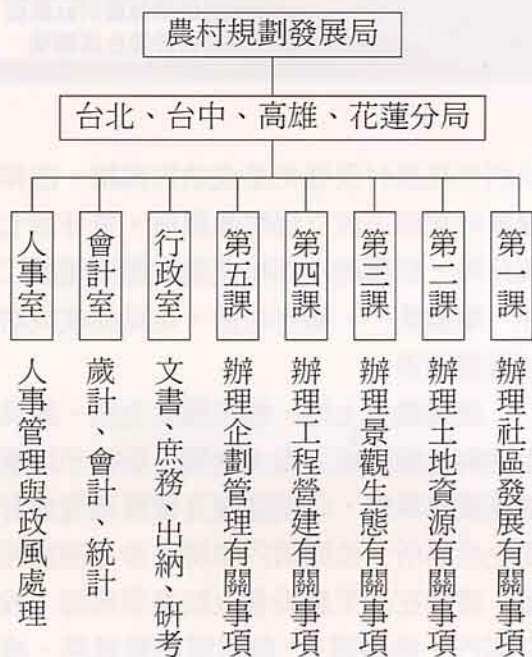 農村規劃發展局
台北、台中、高雄、花蓮分局
第一課
辦理社區發展有關事項
第二課
辦理土地資源有關事項
第三課
辦理景觀生態有關事項
第四課
辦理工程營建有關事項
第五課
辦理企劃管理有關事項
行政室
文書、庶務、出納、研考
會計室
歲計、會計、統計
人事室
人事管理與政風處理